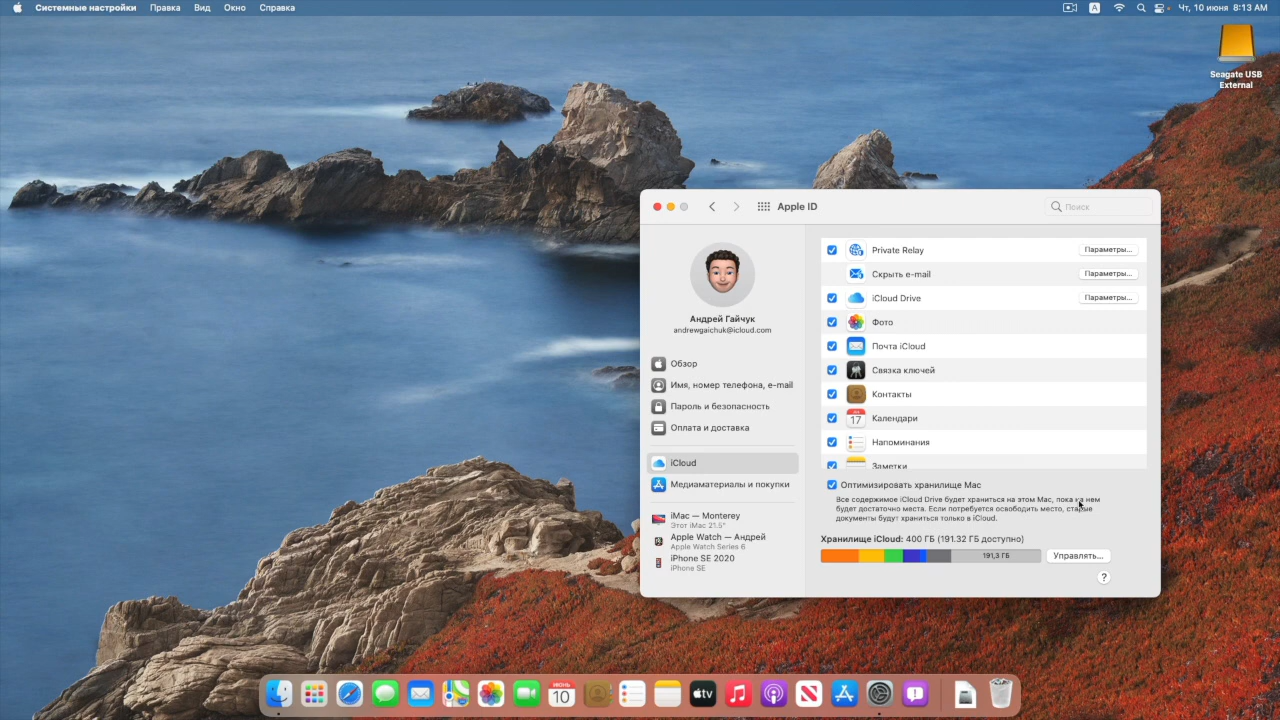 Системные настройки Правка Вид Окно Справка
A
Чт, 10 июня 8:13 AM
Seagate USB
External
Apple ID
Поиск
Андрей Гайчук
andrewgaichuk@icloud.com
Обзор
Имя, номер телефона, e-mail
Пароль и безопасность
Оплата и доставка
iCloud
Медиаматериалы и покупки
iMac — Monterey
Этот iMac 21.5"
Apple Watch — Андрей
Apple Watch Series 6
iPhone SE 2020
iPhone SE
Private Relay Параметры...
Скрыть e-mail Параметры...
iCloud Drive Параметры...
Фото
Почта iCloud
Связка ключей
Контакты
17 Календари
Напоминания
Заметки
Оптимизировать хранилище Mac
Все содержимое iCloud Drive будет храниться на этом Mac, пока на нем
будет достаточно места. Если потребуется освободить место, старые
документы будут храниться только в iCloud.
Хранилище iCloud: 400 ГБ (191.32 ГБ доступно)
191,3 ГБ
Управлять...
?
ИЮНЬ
10
tv